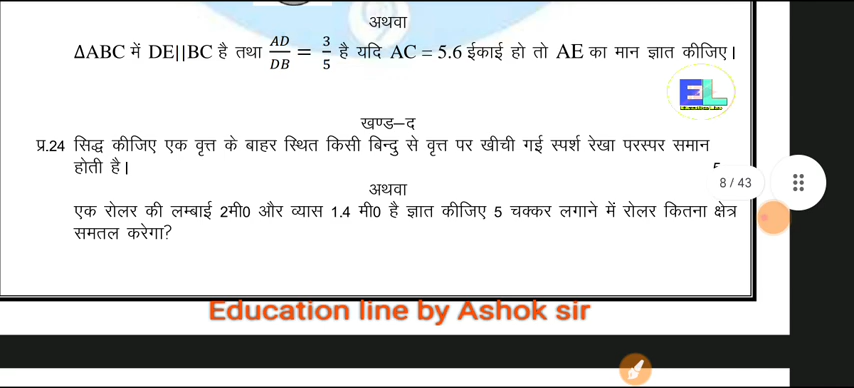 अथवा
ΔABC में DE||BC है तथा AD/DB = 3/5 है यदि AC = 5.6 ईकाई हो तो AE का मान ज्ञात कीजिए।
EL
खण्ड–द
प्र.24 सिद्ध कीजिए एक वृत्त के बाहर स्थित किसी बिन्दु से वृत्त पर खीची गई स्पर्श रेखा परस्पर समान
होती है।
8 / 43
अथवा
एक रोलर की लम्बाई 2मी0 और व्यास 1.4 मी0 है ज्ञात कीजिए 5 चक्कर लगाने में रोलर कितना क्षेत्र
समतल करेगा?
Education line by Ashok sir